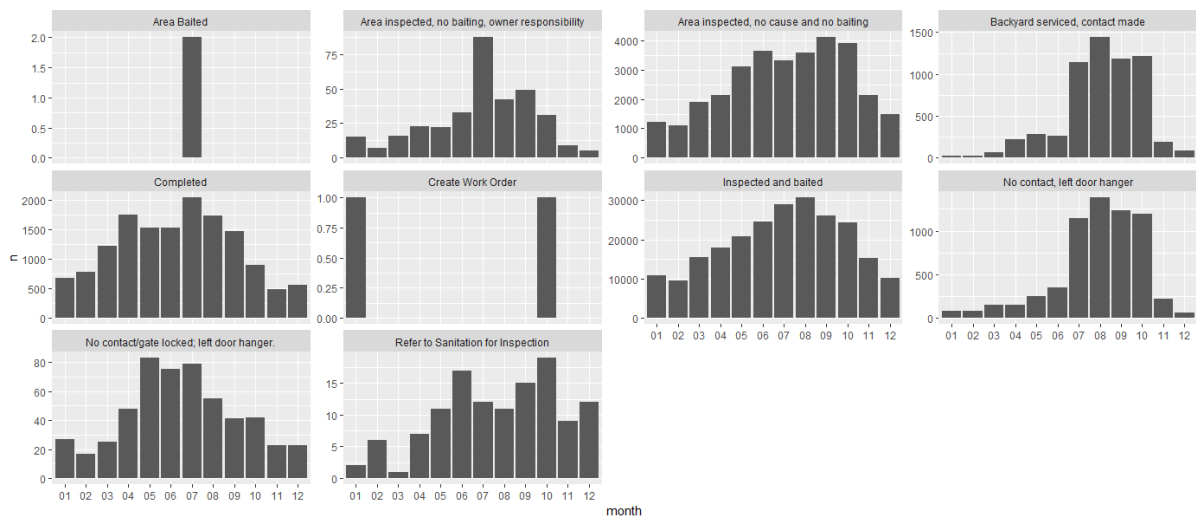 Area Baited
Area inspected, no baiting, owner responsibility
Area inspected, no cause and no baiting
Backyard serviced, contact made
2.0
1.5
1.0
0.5
0.0
75
50
25
0
4000
3000
2000
1000
0
1500
1000
500
0
Completed
Create Work Order
Inspected and baited
No contact, left door hanger
2000
1500
1000
500
0
1.00
0.75
0.50
0.25
0.00
30000
20000
10000
0
1000
500
0
01 02 03 04 05 06 07 08 09 10 11 12
01 02 03 04 05 06 07 08 09 10 11 12
No contact/gate locked; left door hanger.
Refer to Sanitation for Inspection
80
60
40
20
0
15
10
5
0
01 02 03 04 05 06 07 08 09 10 11 12
01 02 03 04 05 06 07 08 09 10 11 12
n
month